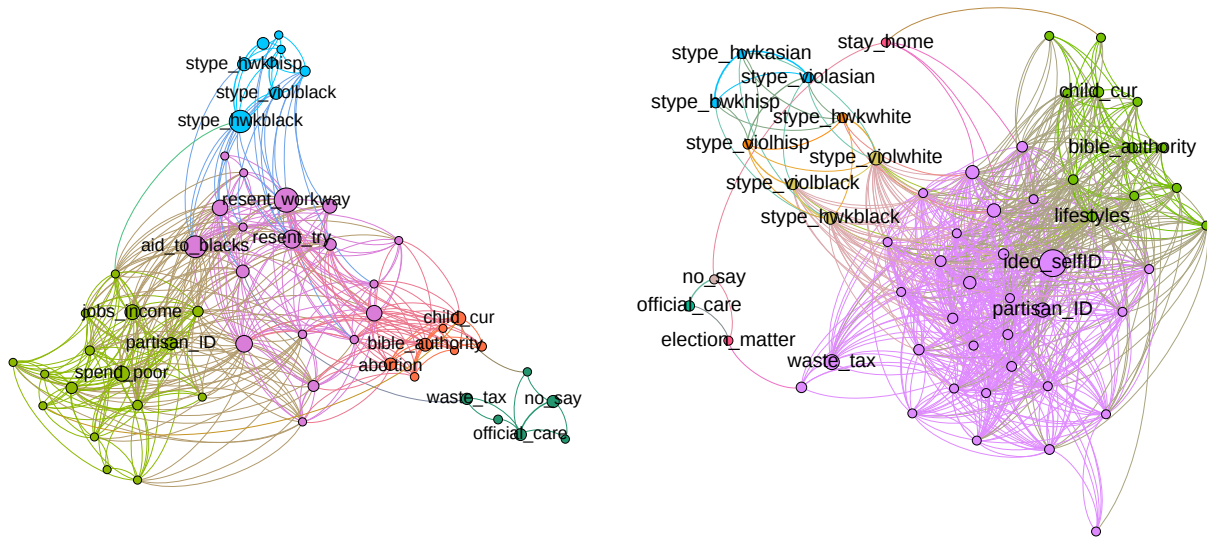 stype_hwkhisp
stype_violblack
stype_hwkblack
resent_workway
aid_to_blacks
resent_try
jobs_income
partisan_ID
spend_poor
child_cur
bible_authority
abortion
waste_tax
no_say
official_care
stay_home
stype_hwkasian
stype_violasian
stype_hwkhisp
stype_hwkwhite
stype_violhisp
stype_violwhite
stype_violblack
stype_hwkblack
child_cur
bible_authority
lifestyles
ideo_selfID
partisan_ID
no_say
official_care
election_matter
waste_tax